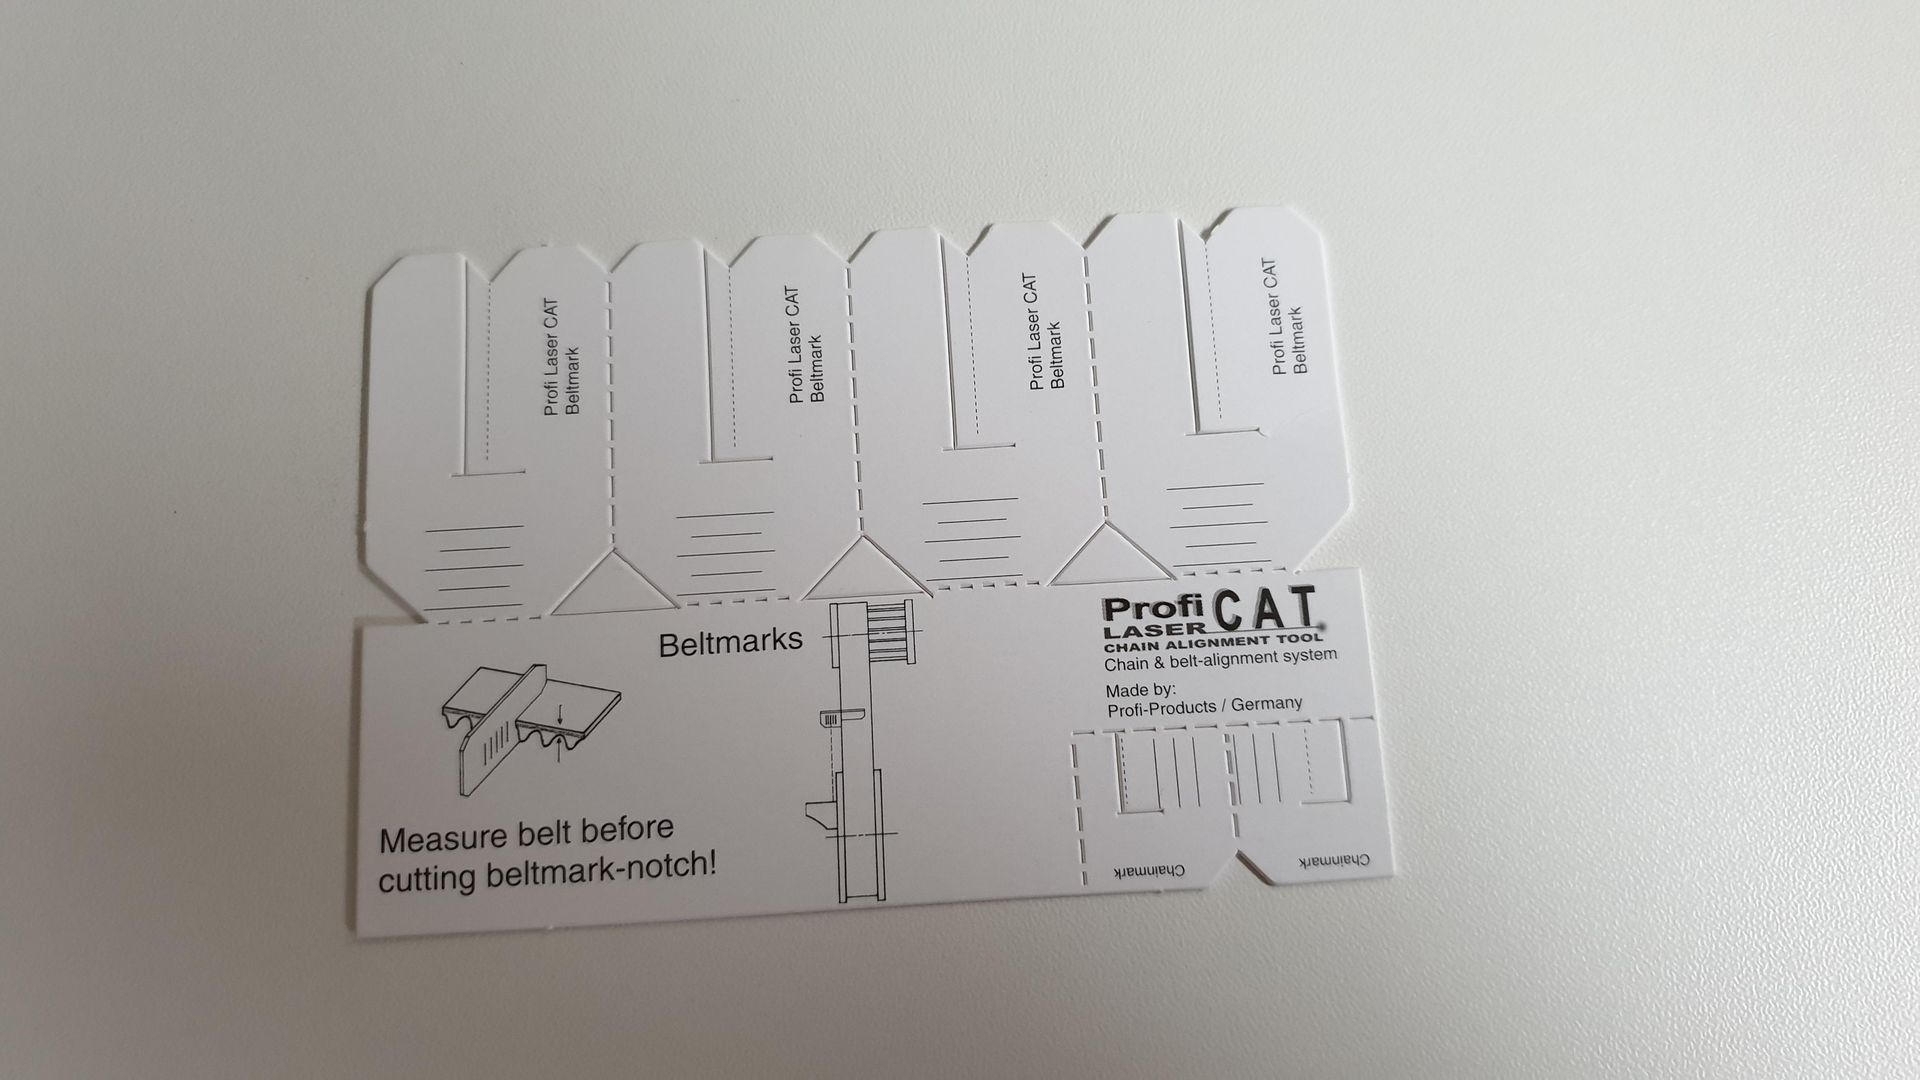 Profi Laser CAT
Beltmark
Profi Laser CAT
Beltmark
Profi Laser CAT
Beltmark
Profi Laser CAT
Beltmark
Beltmarks
Measure belt before
cutting beltmark-notch!
Profi CAT
LASER
CHAIN ALIGNMENT TOOL
Chain & belt-alignment system
Made by:
Profi-Products / Germany
Chainmark
Chainmark